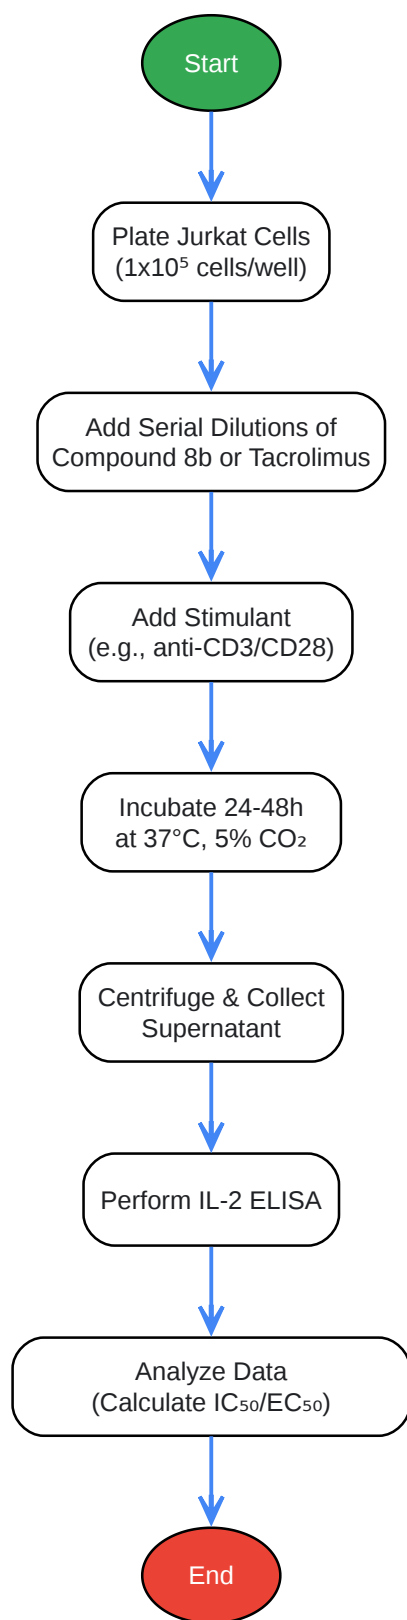 Start
Plate Jurkat Cells
(1x10⁵ cells/well)
Add Serial Dilutions of
Compound 8b or Tacrolimus
Add Stimulant
(e.g., anti-CD3/CD28)
Incubate 24-48h
at 37°C, 5% CO₂
Centrifuge & Collect
Supernatant
Perform IL-2 ELISA
Analyze Data
(Calculate IC₅₀/EC₅₀)
End